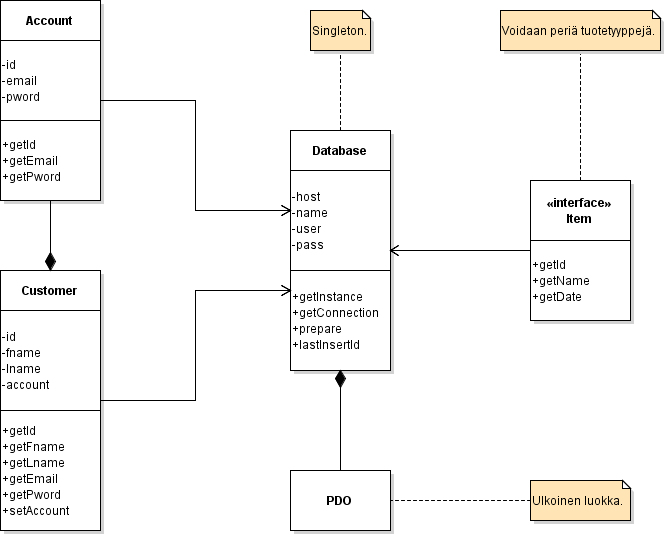 Account
-id
-email
-pword
+getId
+getEmail
+getPword
Customer
-id
-fname
-lname
-account
+getId
+getFname
+getLname
+getEmail
+getPword
+setAccount
Singleton.
Database
-host
-name
-user
-pass
+getInstance
+getConnection
+prepare
+lastInsertId
PDO
Voidaan periä tuotetyyppejä.
«interface»
Item
+getId
+getName
+getDate
Ulkoinen luokka.